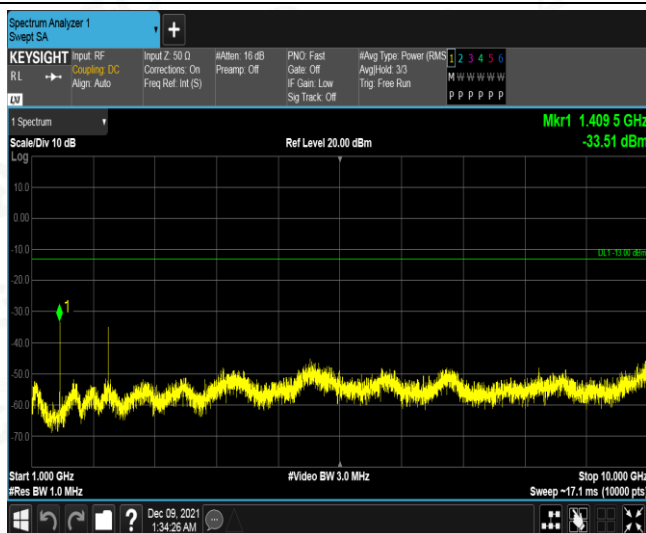 Spectrum Analyzer 1
Swept SA
+
KEYSIGHT
RL
LXI
Input: RF
Coupling: DC
Align: Auto
Input Z: 50 Ω
Corrections: On
Freq Ref: Int (S)
#Atten: 16 dB
Preamp: Off
PNO: Fast
Gate: Off
IF Gain: Low
Sig Track: Off
#Avg Type: Power (RMS
Avg|Hold: 3/3
Trig: Free Run
1 2 3 4 5 6
M W W W W W
P P P P P P
1 Spectrum
Scale/Div 10 dB
Log
Ref Level 20.00 dBm
Mkr1 1.409 5 GHz
-33.51 dBm
10.0
0.00
-10.0
DL1 -13.00 dBm
-20.0
-30.0
1
-40.0
-50.0
-60.0
-70.0
Start 1.000 GHz
#Res BW 1.0 MHz
#Video BW 3.0 MHz
Stop 10.000 GHz
Sweep ~17.1 ms (10000 pts)
?
Dec 09, 2021
1:34:26 AM